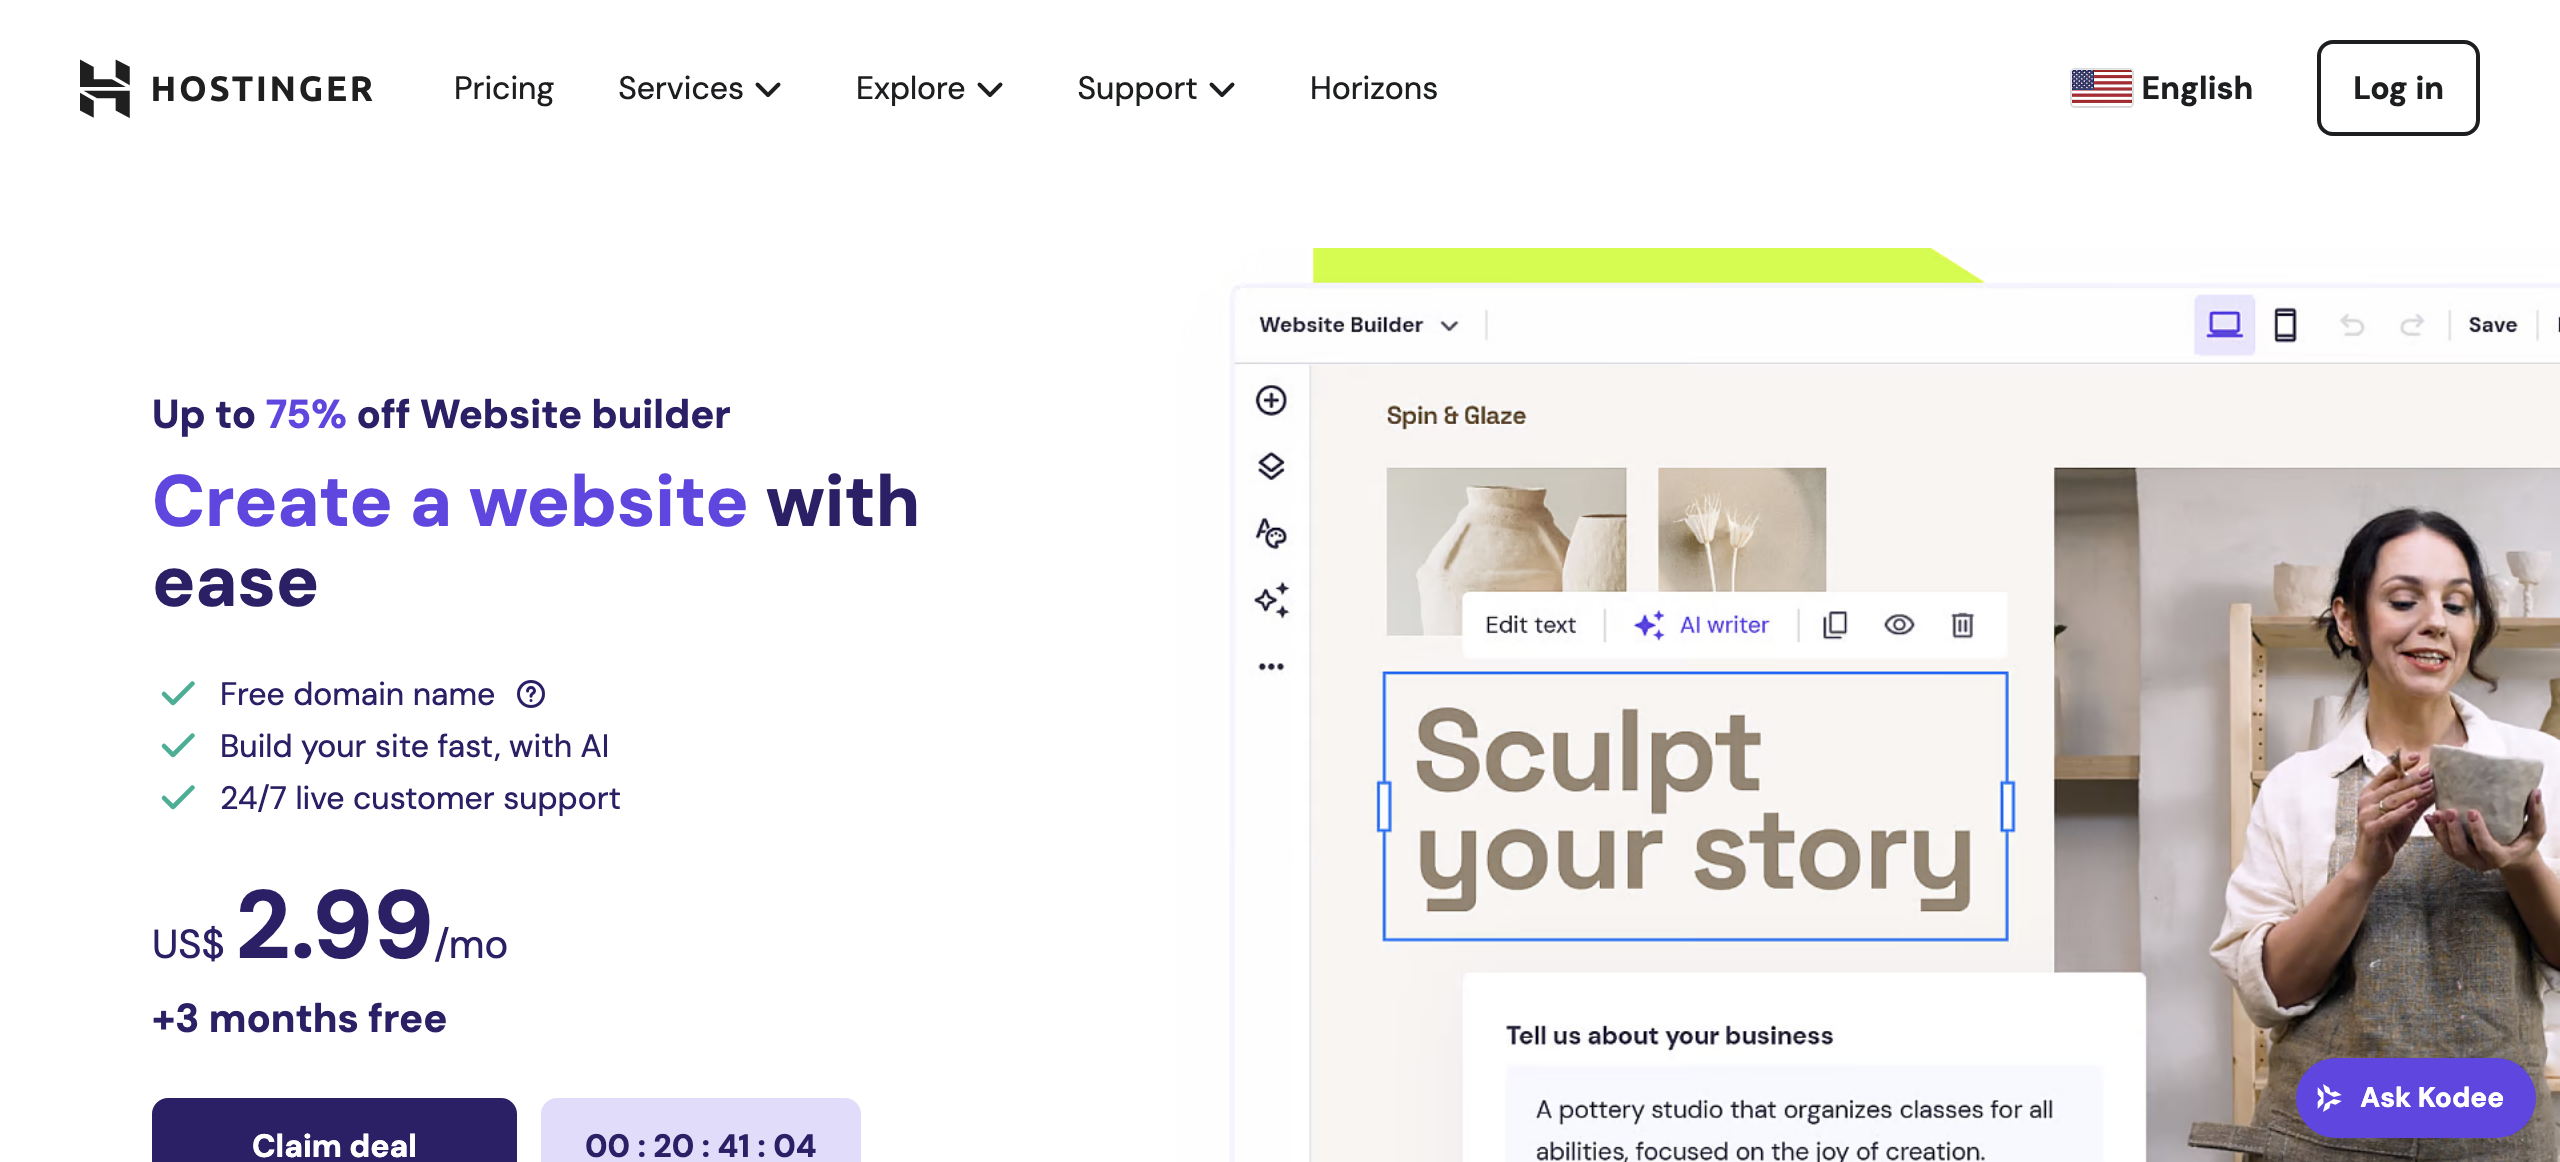 HOSTINGER
Pricing
Services
Explore
Support
Horizons
English
Log in
Up to 75% off Website builder
Create a website with
ease
Free domain name
Build your site fast, with AI
24/7 live customer support
US$ 2.99/mo
+3 months free
Claim deal
00 : 20 : 41 : 04
Website Builder
Save
Spin & Glaze
Edit text
AI writer
Sculpt
your story
Tell us about your business
A pottery studio that organizes classes for all
abilities, focused on the joy of creation.
Ask Kodee